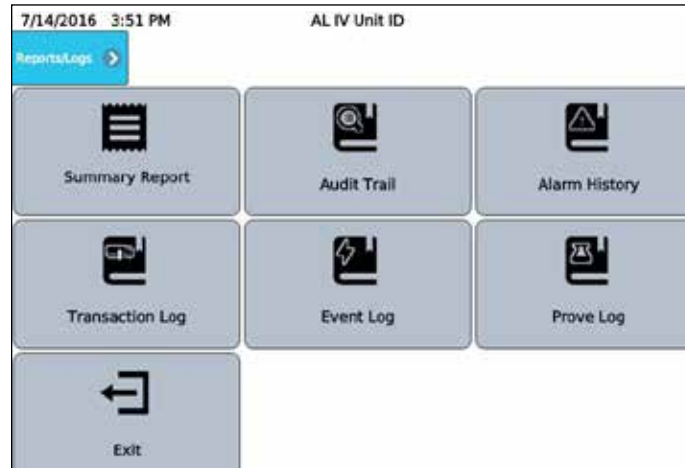 7/14/2016 3:51 PM AL IV Unit ID
Reports/Logs
Summary Report Audit Trail Alarm History
Transaction Log Event Log Prove Log
Exit